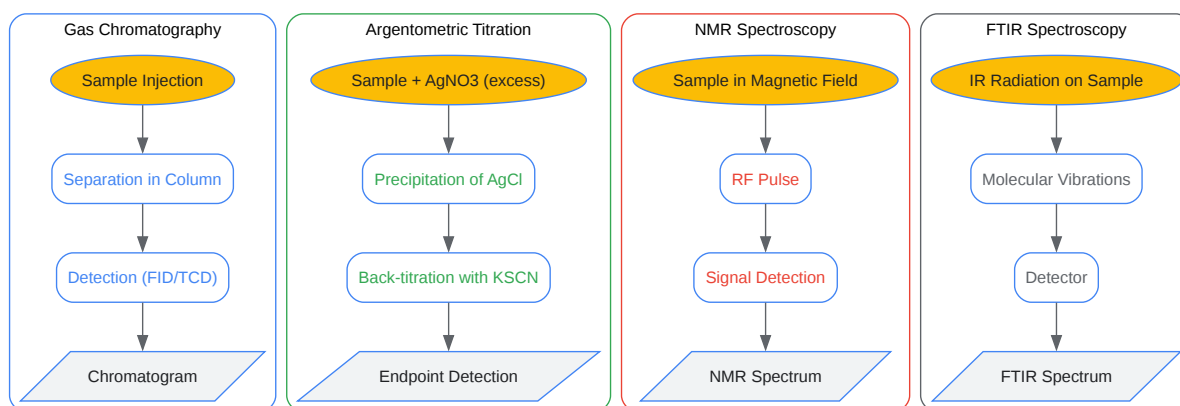 Gas Chromatography
Sample Injection
Separation in Column
Detection (FID/TCD)
Chromatogram
Argentometric Titration
Sample + AgNO3 (excess)
Precipitation of AgCl
Back-titration with KSCN
Endpoint Detection
NMR Spectroscopy
Sample in Magnetic Field
RF Pulse
Signal Detection
NMR Spectrum
FTIR Spectroscopy
IR Radiation on Sample
Molecular Vibrations
Detector
FTIR Spectrum